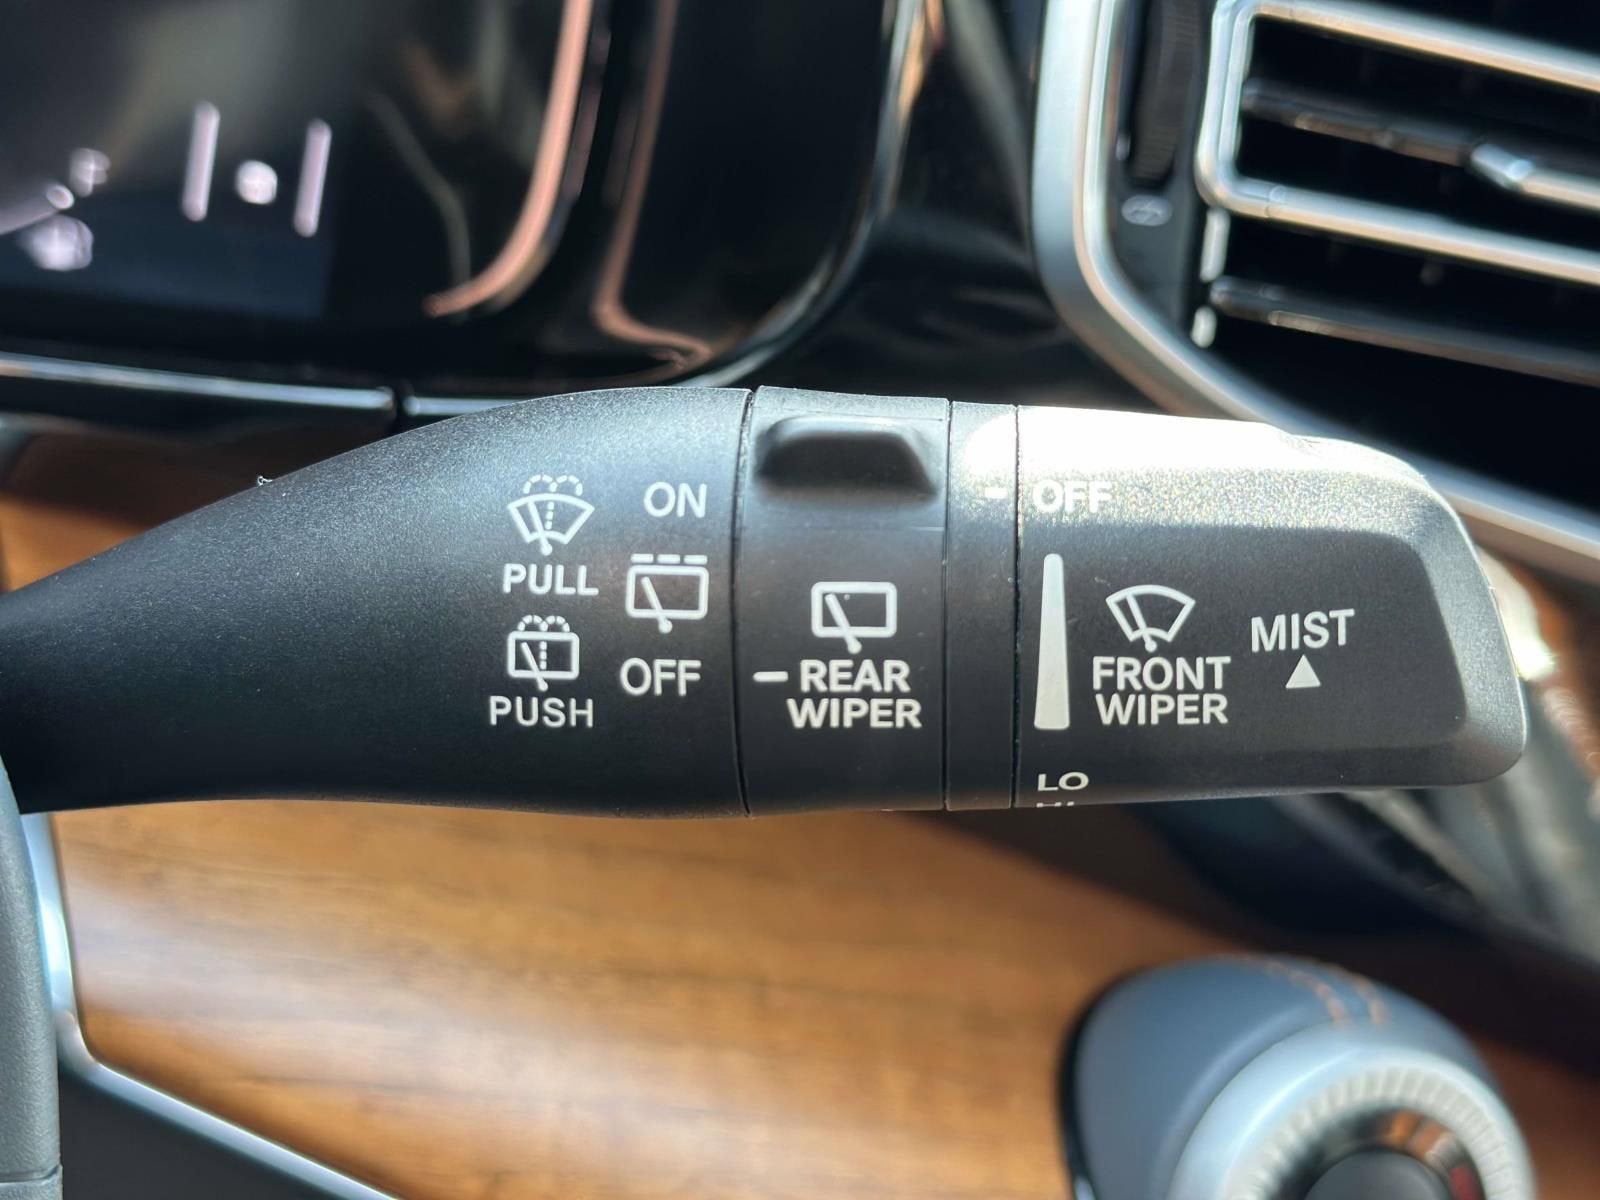 PULL
PUSH
ON
OFF
REAR
WIPER
OFF
FRONT
WIPER
LO
MIST